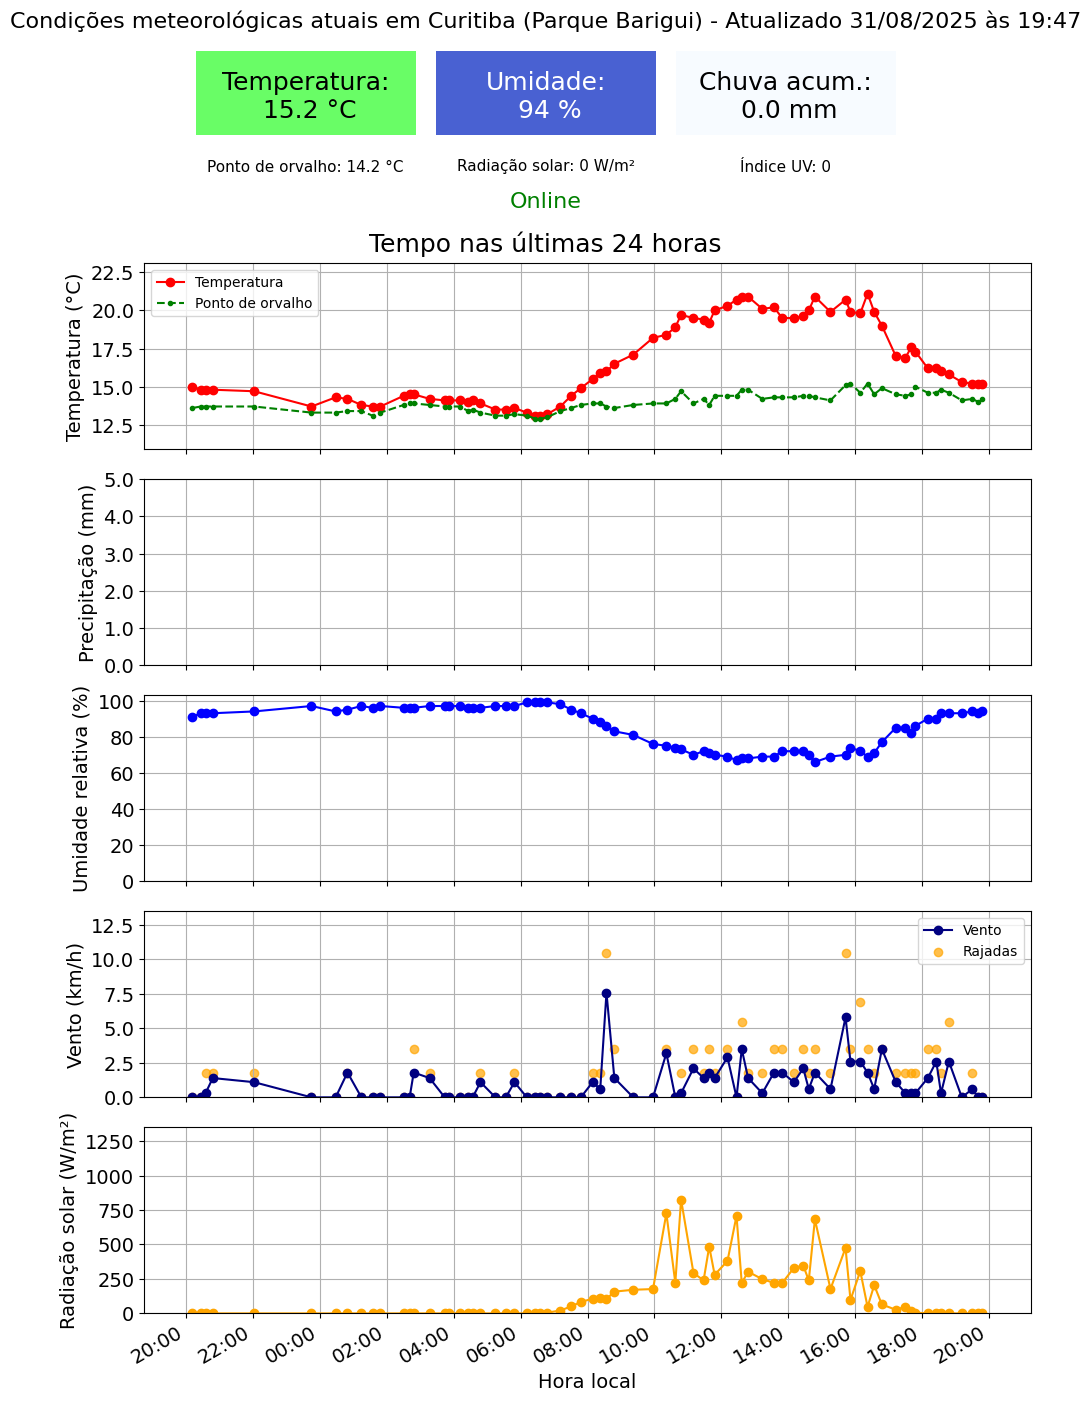 Condições meteorológicas atuais em Curitiba (Parque Barigui) - Atualizado 31/08/2025 às 19:47
Temperatura:
15.2 °C
Umidade:
94 %
Chuva acum.:
0.0 mm
Ponto de orvalho: 14.2 °C
Radiação solar: 0 W/m²
Índice UV: 0
Online
Tempo nas últimas 24 horas
Temperatura (°C)
22.5
20.0
17.5
15.0
12.5
Temperatura
Ponto de orvalho
Precipitação (mm)
5.0
4.0
3.0
2.0
1.0
0.0
Umidade relativa (%)
100
80
60
40
20
0
Vento (km/h)
12.5
10.0
7.5
5.0
2.5
0.0
Vento
Rajadas
Radiação solar (W/m²)
1250
1000
750
500
250
0
20:00
22:00
00:00
02:00
04:00
06:00
08:00
10:00
12:00
14:00
16:00
18:00
20:00
Hora local